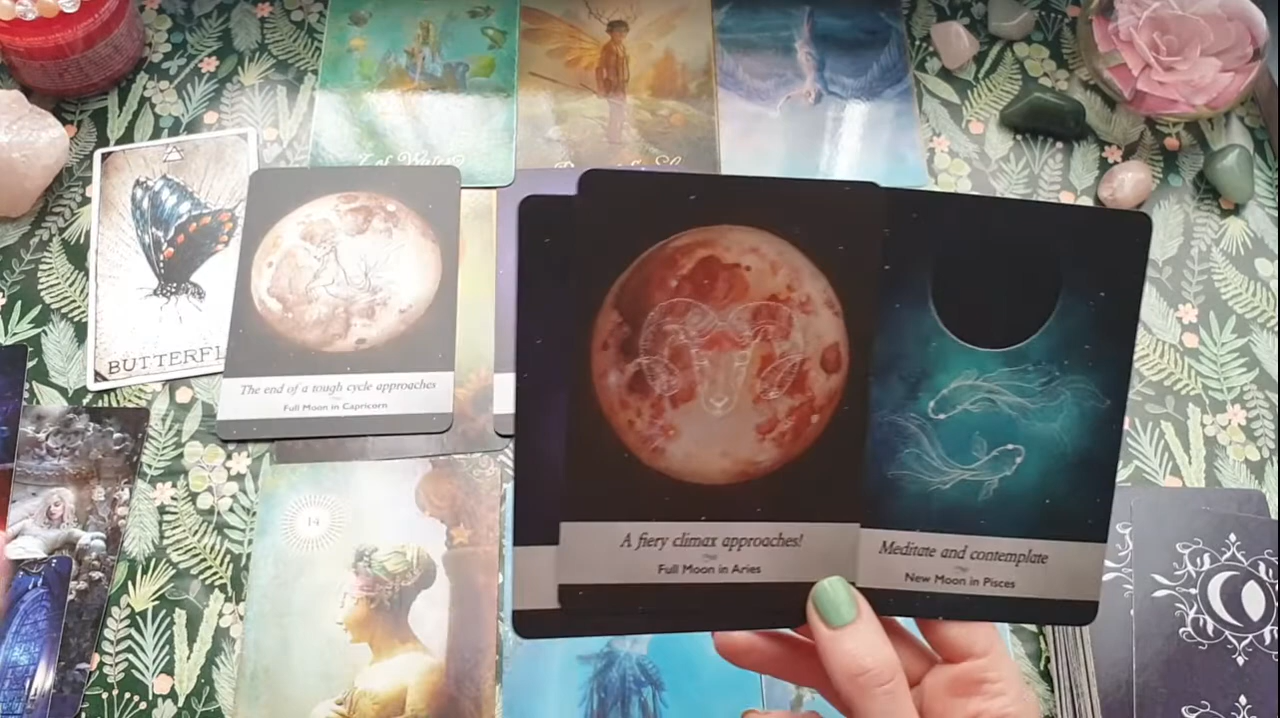 BUTTERFL
The end of a tough cycle approaches
Full Moon in Capricorn
14
A fiery climax approaches!
Full Moon in Aries
Meditate and contemplate
New Moon in Pisces